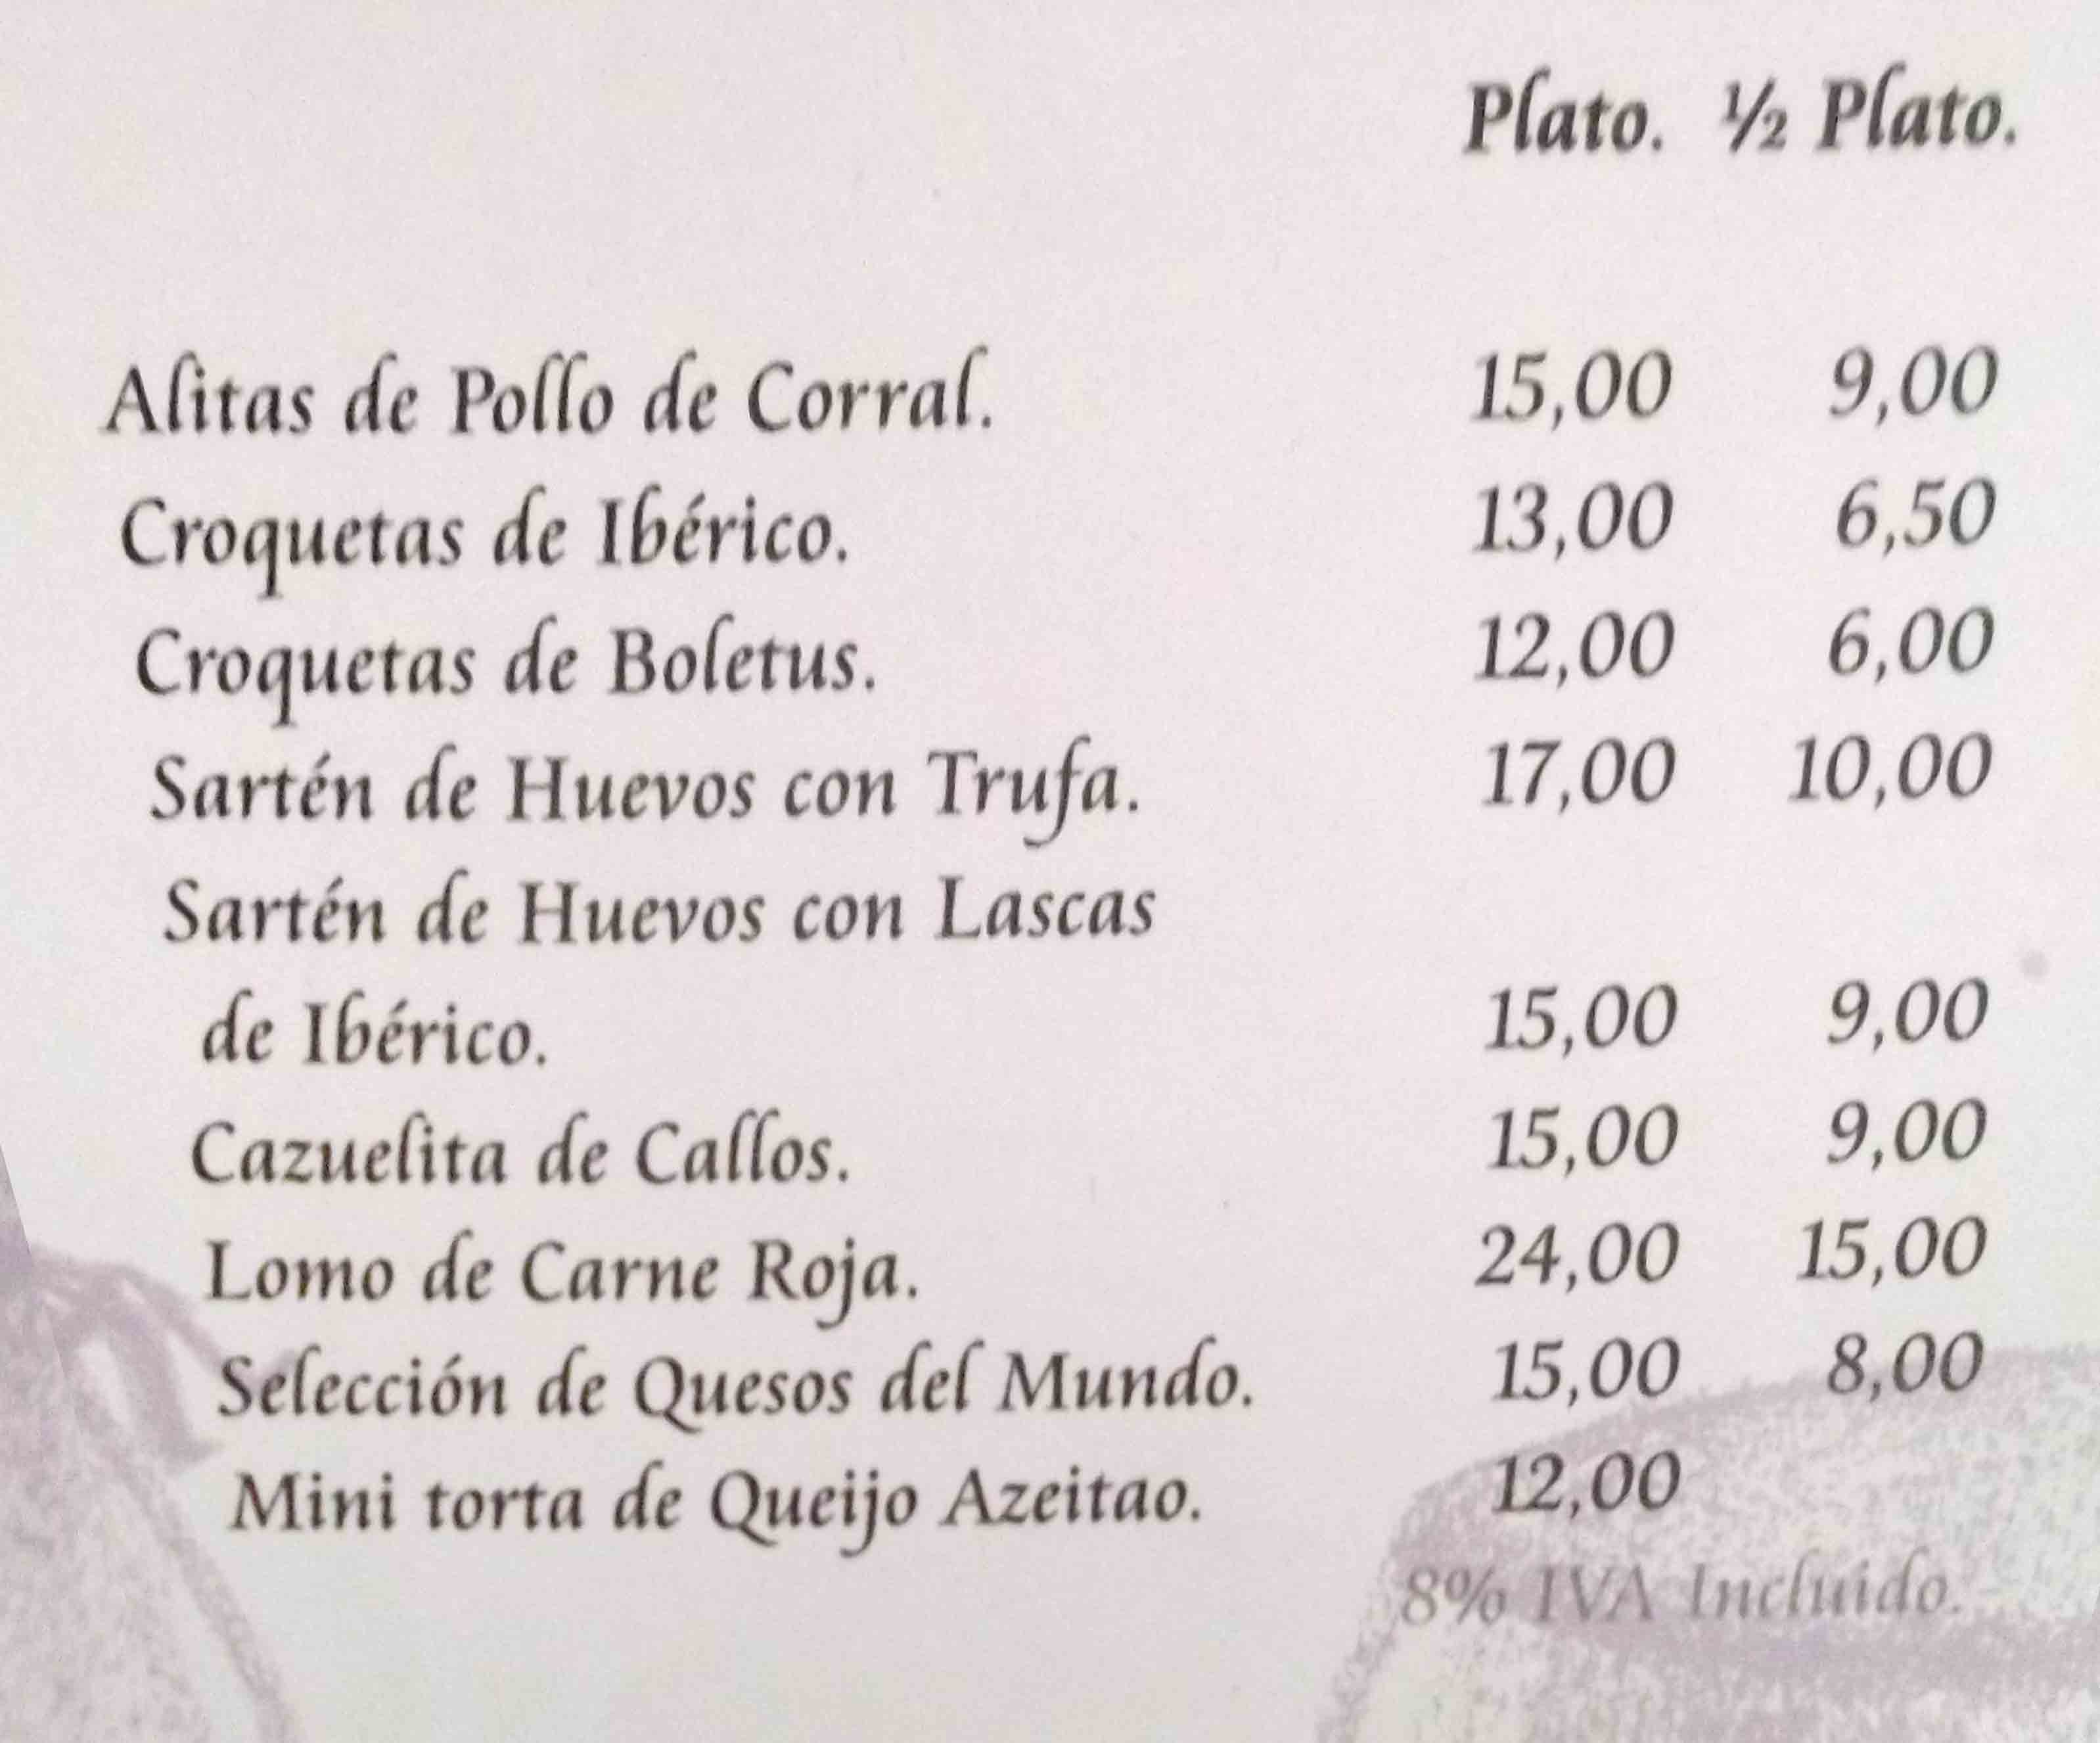 Plato. ½ Plato.
Alitas de Pollo de Corral. 15,00 9,00
Croquetas de Ibérico. 13,00 6,50
Croquetas de Boletus. 12,00 6,00
Sartén de Huevos con Trufa. 17,00 10,00
Sartén de Huevos con Lascas
de Ibérico. 15,00 9,00
Cazuelita de Callos. 15,00 9,00
Lomo de Carne Roja. 24,00 15,00
Selección de Quesos del Mundo. 15,00 8,00
Mini torta de Queijo Azeitao. 12,00
8% IVA Incluido.